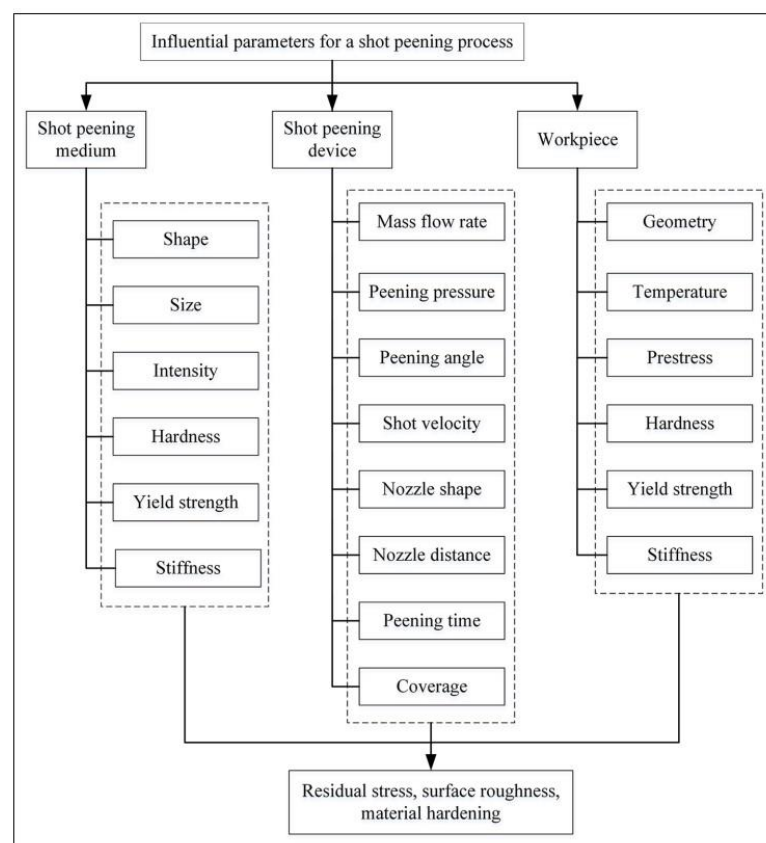 Influential parameters for a shot peening process
Shot peening
medium
Shot peening
device
Workpiece
Shape
Size
Intensity
Hardness
Yield strength
Stiffness
Mass flow rate
Peening pressure
Peening angle
Shot velocity
Nozzle shape
Nozzle distance
Peening time
Coverage
Geometry
Temperature
Prestress
Hardness
Yield strength
Stiffness
Residual stress, surface roughness,
material hardening